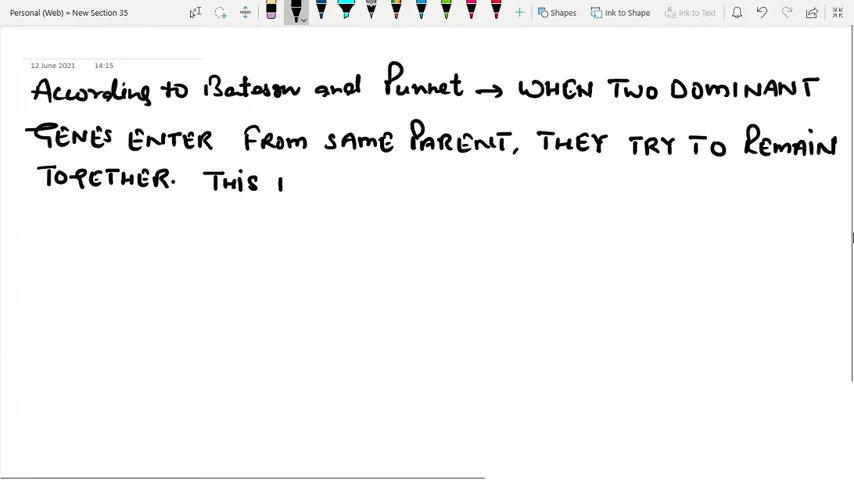 Personal (Web) » New Section 35
Shapes
Ink to Shape
Ink to Text
12 June 2021 14:15
According to Bateson and Punnet → WHEN TWO DOMINANT
GENES ENTER FROM SAME PARENT, THEY TRY TO REMAIN
TOGETHER. THIS I